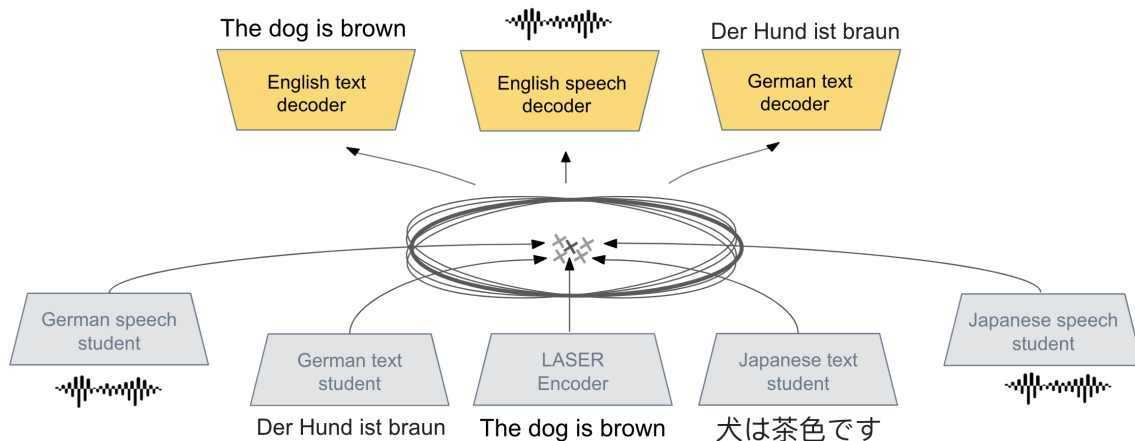 The dog is brown
Der Hund ist braun
English text
decoder
English speech
decoder
German text
decoder
German speech
student
Japanese speech
student
German text
student
LASER
Encoder
Japanese text
student
Der Hund ist braun
The dog is brown
犬は茶色です